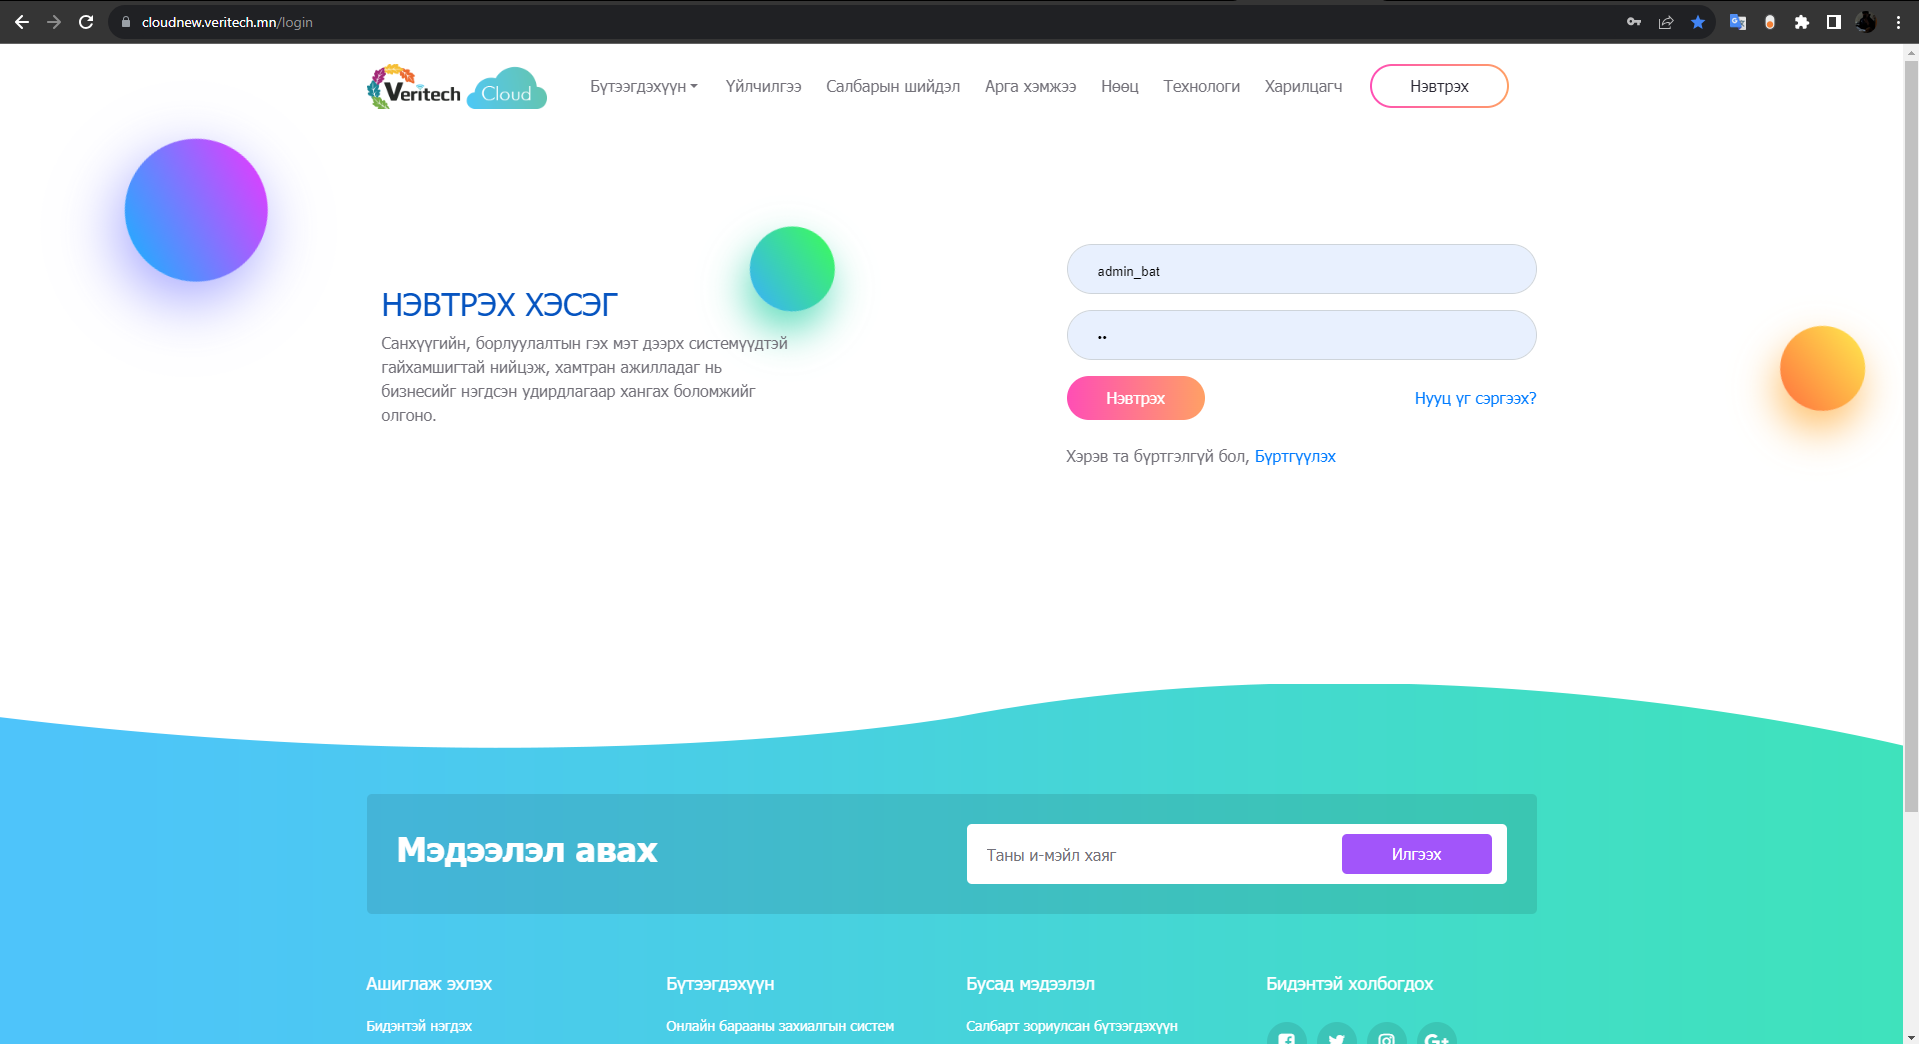 cloudnew.veritech.mn/login
Veritech Cloud
Бүтээгдэхүүн Үйлчилгээ Салбарын шийдэл Арга хэмжээ Нөөц Технологи Харилцагч Нэвтрэх
НЭВТРЭХ ХЭСЭГ
Санхүүгийн, борлуулалтын гэх мэт дээрх системүүдтэй
гайхамшигтай нийцэж, хамтран ажилладаг нь
бизнесийг нэгдсэн удирдлагаар хангах боломжийг
олгоно.
admin_bat
••
Нэвтрэх Нууц үг сэргээх?
Хэрэв та бүртгэлгүй бол, Бүртгүүлэх
Мэдээлэл авах
Таны и-мэйл хаяг Илгээх
Ашиглаж эхлэх
Бидэнтэй нэгдэх
Бүтээгдэхүүн
Онлайн барааны захиалгын систем
Бусад мэдээлэл
Салбарт зориулсан бүтээгдэхүүн
Бидэнтэй холбогдох
G+